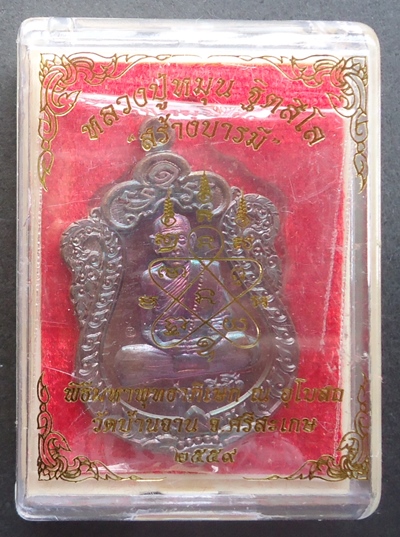 หลวงปู่หมุน ฐิตสีโล
"สร้างบารมี"
พิธีมหาพุทธาภิเษก ณ อุโบสถ
วัดบ้านจาน จ.ศรีสะเกษ
๒๕๕๙